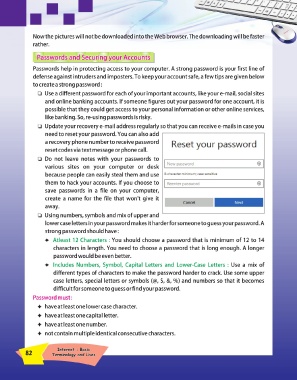 Now the pictures will not be downloaded into the Web browser. The downloading will be faster
rather.
Passwords and Securing your Accounts
Passwords help in protecting access to your computer. A strong password is your first line of
defense against intruders and imposters. To keep your account safe, a few tips are given below
to create a strong password:
❑ Use a different password for each of your important accounts, like your e-mail, social sites
and online banking accounts. If someone figures out your password for one account, it is
possible that they could get access to your personal information or other online services,
like banking. So, re-using passwords is risky.
❑ Update your recovery e-mail address regularly so that you can receive e-mails in case you
need to reset your password. You can also add
a recovery phone number to receive password
reset codes via text message or phone call.
❑ Do not leave notes with your passwords to
various sites on your computer or desk
because people can easily steal them and use
them to hack your accounts. If you choose to
save passwords in a file on your computer,
create a name for the file that won't give it
away.
Reset your password
New password
8-character minimum; case sensitive
Reenter password
Cancel Next
❑ Using numbers, symbols and mix of upper and
lower case letters in your password makes it harder for someone to guess your password. A
strong password should have :
Atleast 12 Characters : You should choose a password that is minimum of 12 to 14
characters in length. You need to choose a password that is long enough. A longer
password would be even better.
Includes Numbers, Symbol, Capital Letters and Lower-Case Letters : Use a mix of
different types of characters to make the password harder to crack. Use some upper
case letters, special letters or symbols (#, $, &, %) and numbers so that it becomes
difficult for someone to guess or find your password.
Password must:
have at least one lower case character.
have at least one capital letter.
have at least one number.
not contain multiple identical consecutive characters.
82
Internet : Basic
Terminology and Uses